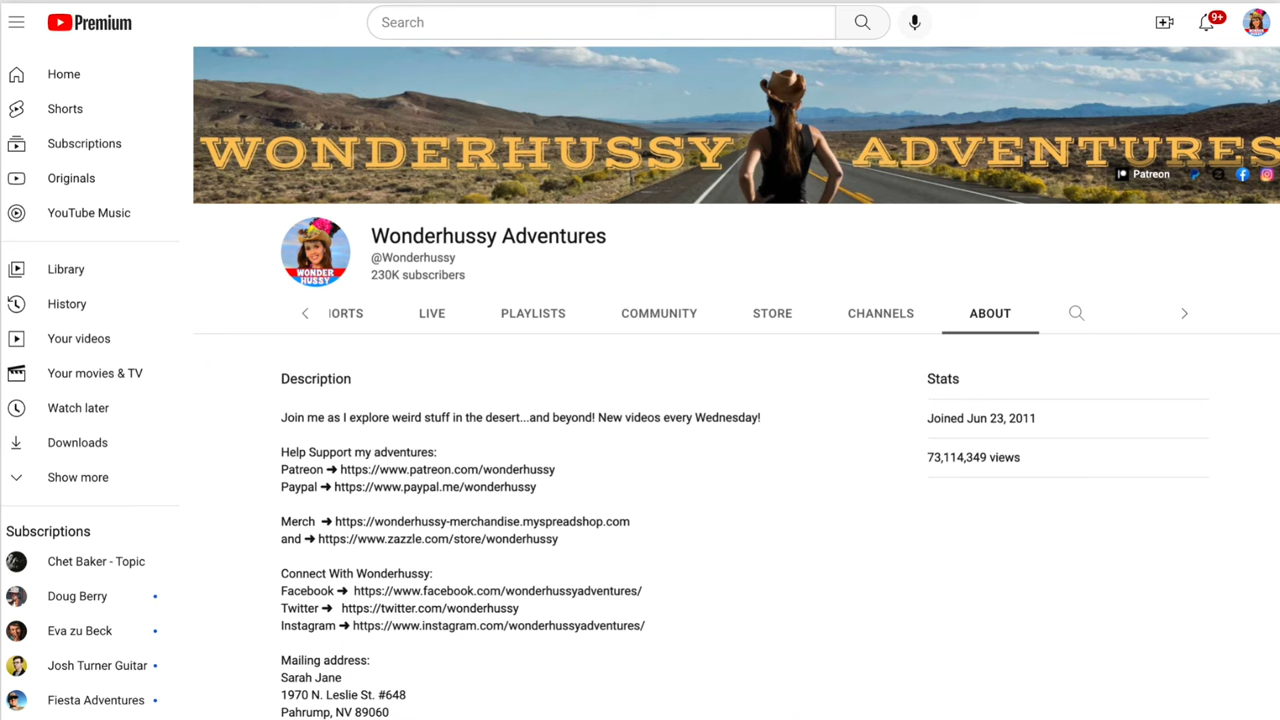 Premium
Search
9+
Home
Shorts
Subscriptions
Originals
YouTube Music
Library
History
Your videos
Your movies & TV
Watch later
Downloads
Show more
Subscriptions
Chet Baker - Topic
Doug Berry
Eva zu Beck
Josh Turner Guitar
Fiesta Adventures
WONDERHUSSY ADVENTURES
Patreon
WONDER
HUSSY
Wonderhussy Adventures
@Wonderhussy
230K subscribers
HORTS LIVE PLAYLISTS COMMUNITY STORE CHANNELS ABOUT
Description
Join me as I explore weird stuff in the desert...and beyond! New videos every Wednesday!
Help Support my adventures:
Patreon ➜ https://www.patreon.com/wonderhussy
Paypal ➜ https://www.paypal.me/wonderhussy
Merch ➜ https://wonderhussy-merchandise.myspreadshop.com
and ➜ https://www.zazzle.com/store/wonderhussy
Connect With Wonderhussy:
Facebook ➜ https://www.facebook.com/wonderhussyadventures/
Twitter ➜ https://twitter.com/wonderhussy
Instagram ➜ https://www.instagram.com/wonderhussyadventures/
Mailing address:
Sarah Jane
1970 N. Leslie St. #648
Pahrump, NV 89060
Stats
Joined Jun 23, 2011
73,114,349 views